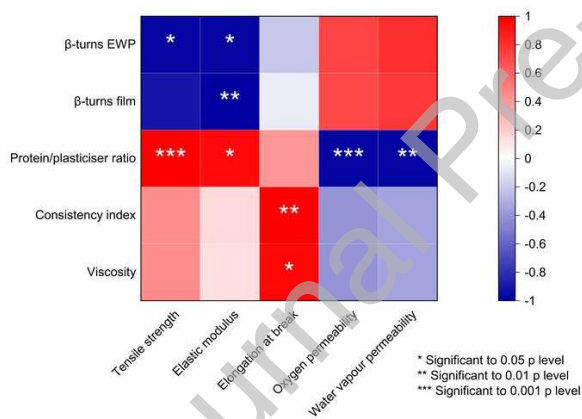 β-turns EWP
β-turns film
Protein/plasticiser ratio
Consistency index
Viscosity
* *
**
*** * *** **
**
*
Tensile strength
Elastic modulus
Elongation at break
Oxygen permeability
Water vapour permeability
1
0.8
0.6
0.4
0.2
0
-0.2
-0.4
-0.6
-0.8
-1
* Significant to 0.05 p level
** Significant to 0.01 p level
*** Significant to 0.001 p level
urnal Pre